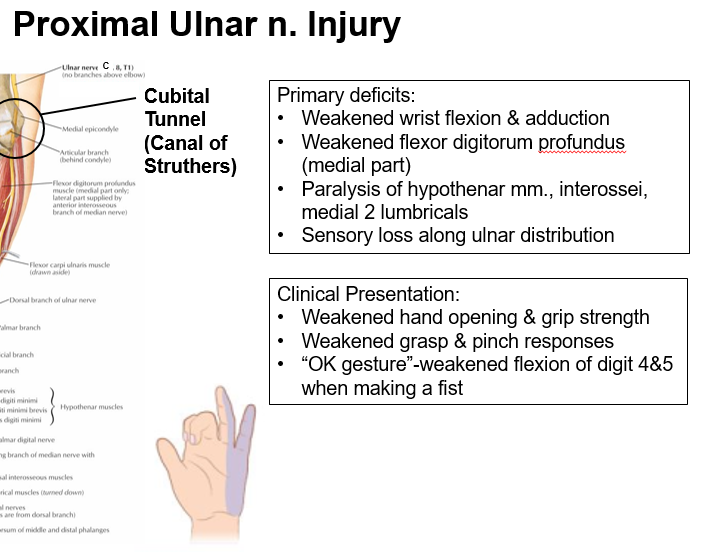 Proximal Ulnar n. Injury
Ulnar nerve C , 8, T1)
(no branches above elbow)
Cubital
Tunnel
(Canal of
Struthers)
Medial epicondyle
Articular branch
(behind condyle)
Flexor digitorum profundus
muscle (medial part only;
lateral part supplied by
anterior interosseous
branch of median nerve)
Flexor carpi ulnaris muscle
(drawn aside)
Dorsal branch of ulnar nerve
almar branch
cial branch
ranch
revis
digiti minimi
iti minimi brevis
s digiti minimi
Hypothenar muscles
almar digital nerve
ng branch of median nerve with
al interosseous muscles
rical muscles (turned down)
al nerves
s are from dorsal branch)
rsum of middle and distal phalanges
Primary deficits:
• Weakened wrist flexion & adduction
• Weakened flexor digitorum profundus
(medial part)
• Paralysis of hypothenar mm., interossei,
medial 2 lumbricals
• Sensory loss along ulnar distribution
Clinical Presentation:
• Weakened hand opening & grip strength
• Weakened grasp & pinch responses
• “OK gesture”-weakened flexion of digit 4&5
when making a fist